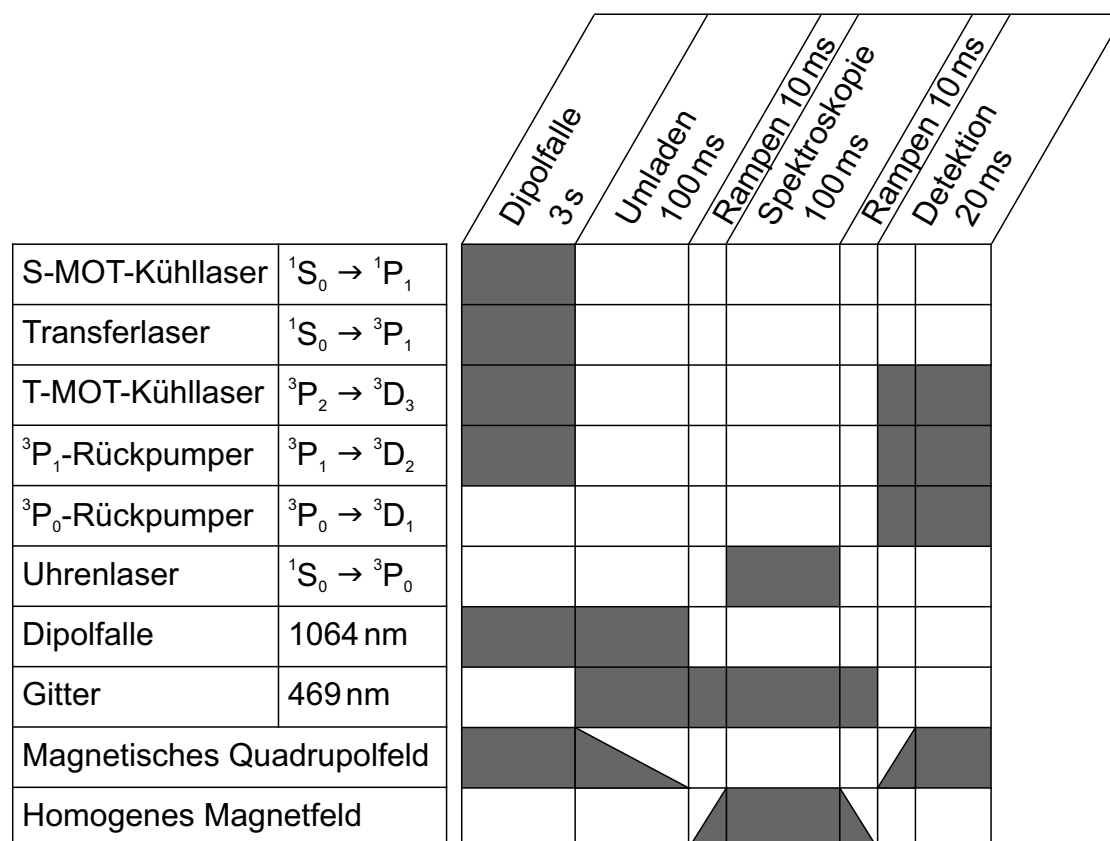 Dipolfalle
3 s
Umladen
100 ms
Rampen 10 ms
Spektroskopie
100 ms
Rampen 10 ms
Detektion
20 ms
S-MOT-Kühllaser ¹S₀ → ¹P₁
Transferlaser ¹S₀ → ³P₁
T-MOT-Kühllaser ³P₂ → ³D₃
³P₁-Rückpumper ³P₁ → ³D₂
³P₀-Rückpumper ³P₀ → ³D₁
Uhrenlaser ¹S₀ → ³P₀
Dipolfalle 1064 nm
Gitter 469 nm
Magnetisches Quadrupolfeld
Homogenes Magnetfeld